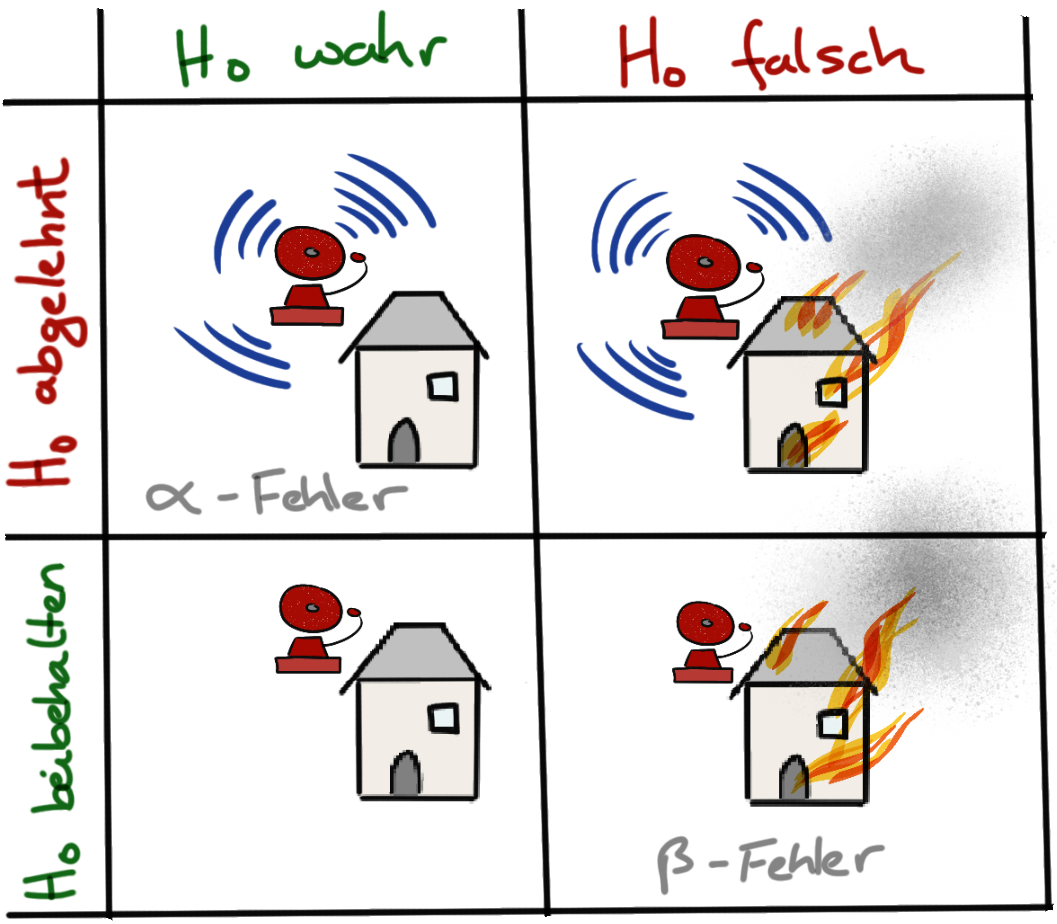 H₀ wahr
H₀ falsch
H₀ abgelehnt
α-Fehler
H₀ beibehalten
β-Fehler